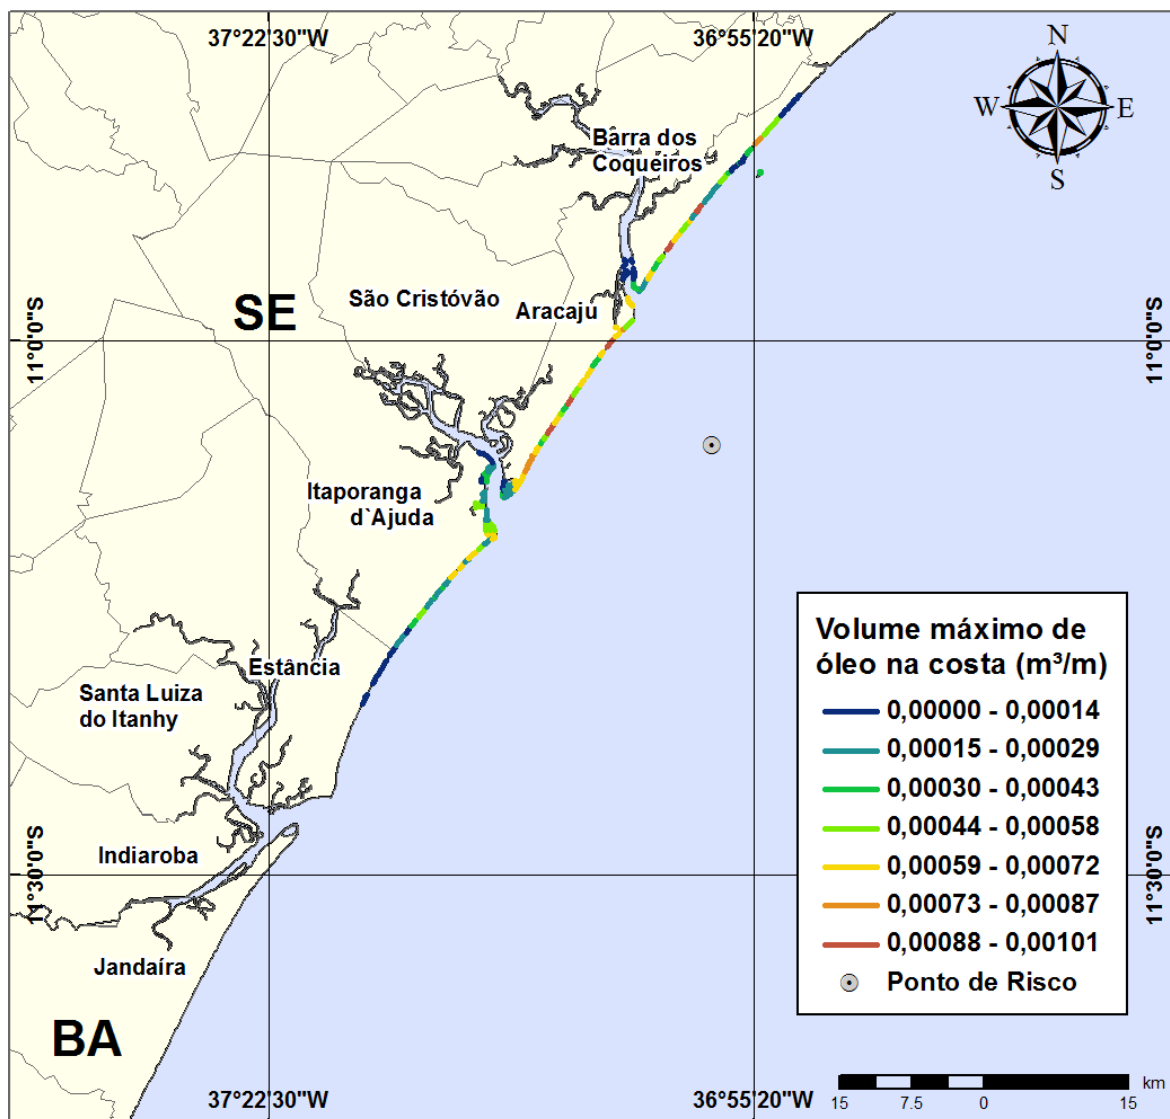 37°22'30"W
36°55'20"W
N
W
E
S
Bârra dos
Coqueiros
SE
São Cristóvão
Aracaju
11°0'0"S
11°0'0"S
Itaporanga
d`Ajuda
Estância
Santa Luiza
do Itanhy
Indiaroba
Jandaíra
BA
11°30'0"S
11°30'0"S
Volume máximo de
óleo na costa (m³/m)
0,00000 - 0,00014
0,00015 - 0,00029
0,00030 - 0,00043
0,00044 - 0,00058
0,00059 - 0,00072
0,00073 - 0,00087
0,00088 - 0,00101
Ponto de Risco
37°22'30"W
36°55'20"W
km
15 7.5 0 15